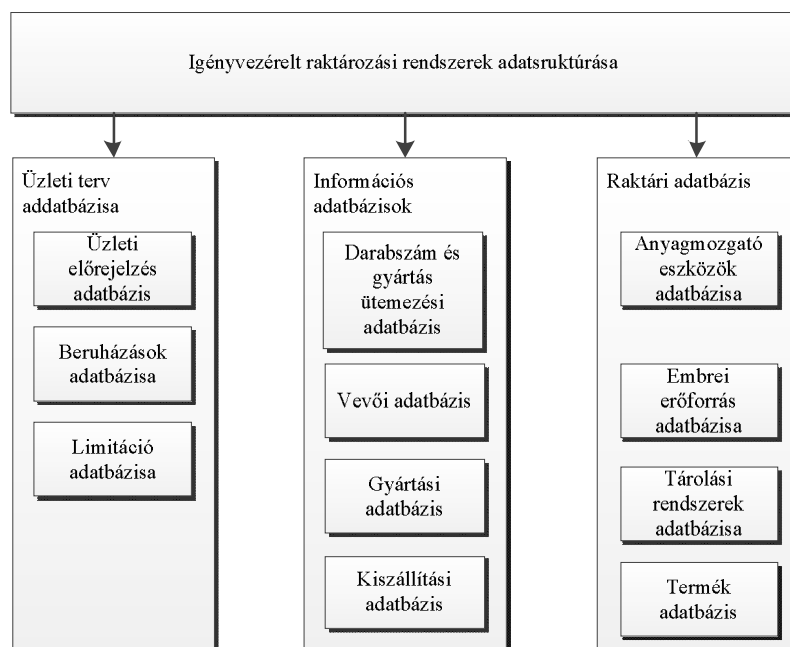 Igényvezérelt raktározási rendszerek adatsruktúrása
Üzleti terv
addatbázisa
Üzleti
előrejelzés
adatbázis
Beruházások
adatbázisa
Limitáció
adatbázisa
Információs
adatbázisok
Darabszám és
gyártás
ütemezési
adatbázis
Vevői adatbázis
Gyártási
adatbázis
Kiszállítási
adatbázis
Raktári adatbázis
Anyagmozgató
eszközök
adatbázisa
Embrei
erőforrás
adatbázisa
Tárolási
rendszerek
adatbázisa
Termék
adatbázis